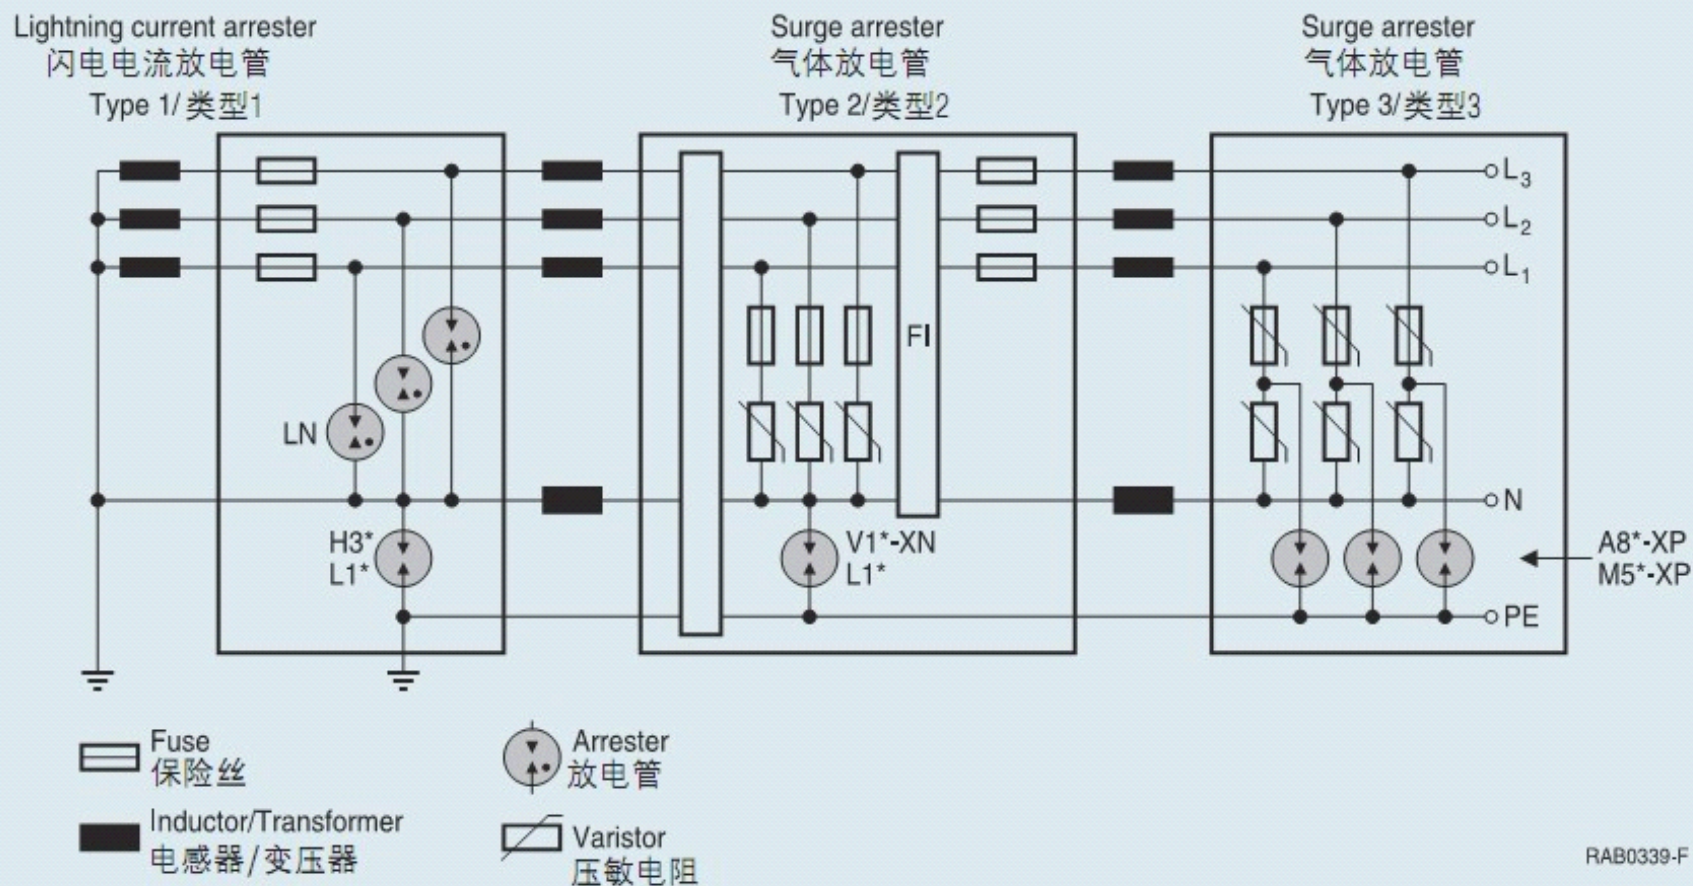 Lightning current arrester
闪电电流放电管
Type 1/ 类型1
Surge arrester
气体放电管
Type 2/类型2
Surge arrester
气体放电管
Type 3/类型3
L3
L2
L1
FI
LN
N
H3*
L1*
V1*-XN
L1*
A8*-XP
M5*-XP
PE
Fuse
保险丝
Arrester
放电管
Inductor/Transformer
电感器/变压器
Varistor
压敏电阻
RAB0339-F